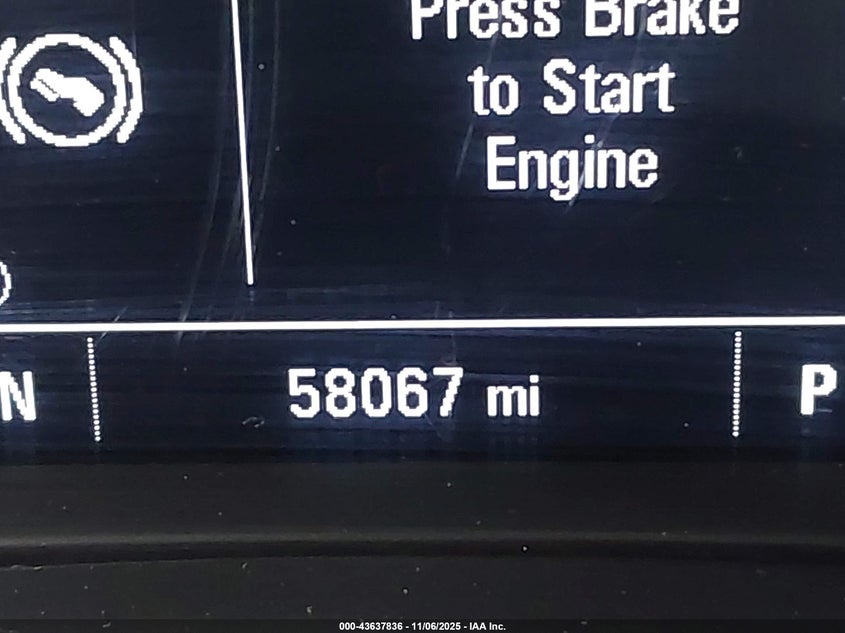 Press Brake
to Start
Engine
N 58067 mi P
000-43637836 - 11/06/2025 - IAA Inc.